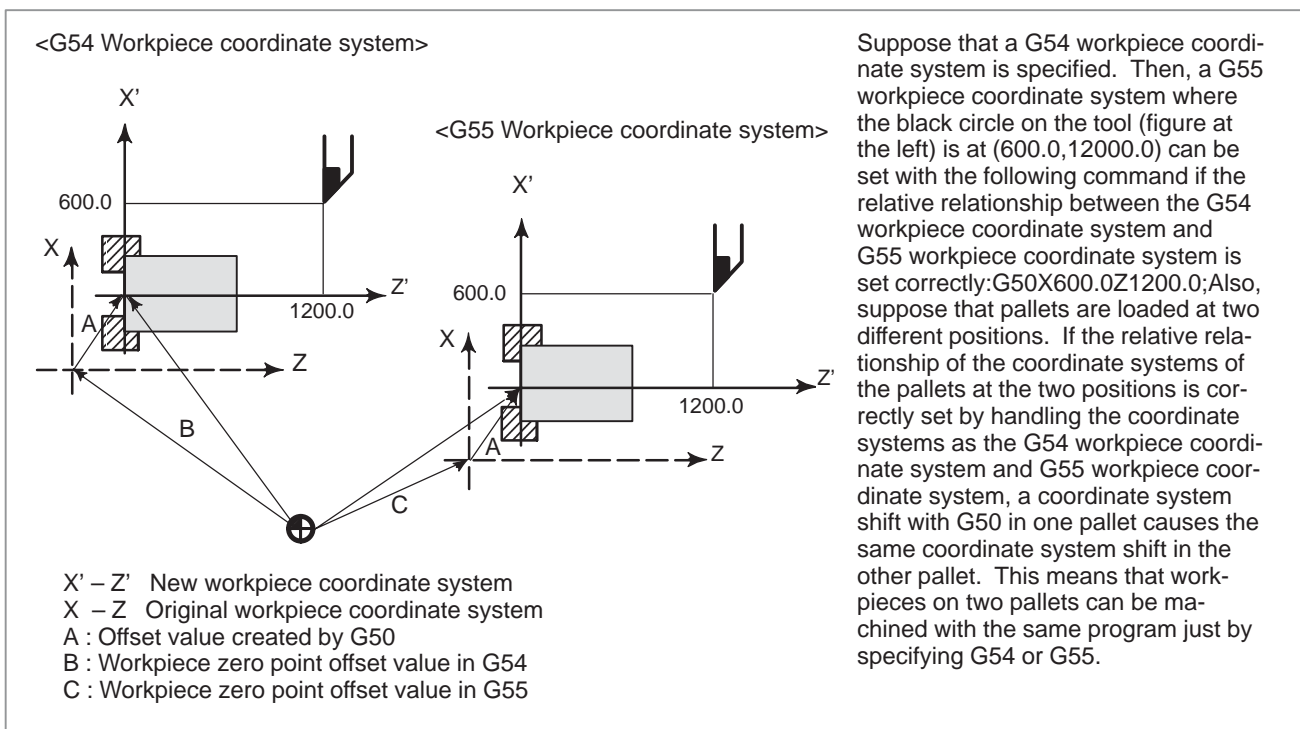 <G54 Workpiece coordinate system>
X’
600.0
X
A
Z’
1200.0
Z
B
<G55 Workpiece coordinate system>
X’
600.0
X
A
Z’
1200.0
Z
C
X’ – Z’ New workpiece coordinate system
X – Z Original workpiece coordinate system
A : Offset value created by G50
B : Workpiece zero point offset value in G54
C : Workpiece zero point offset value in G55
Suppose that a G54 workpiece coordi-
nate system is specified. Then, a G55
workpiece coordinate system where
the black circle on the tool (figure at
the left) is at (600.0,12000.0) can be
set with the following command if the
relative relationship between the G54
workpiece coordinate system and
G55 workpiece coordinate system is
set correctly:G50X600.0Z1200.0;Also,
suppose that pallets are loaded at two
different positions. If the relative rela-
tionship of the coordinate systems of
the pallets at the two positions is cor-
rectly set by handling the coordinate
systems as the G54 workpiece coordi-
nate system and G55 workpiece coor-
dinate system, a coordinate system
shift with G50 in one pallet causes the
same coordinate system shift in the
other pallet. This means that work-
pieces on two pallets can be ma-
chined with the same program just by
specifying G54 or G55.